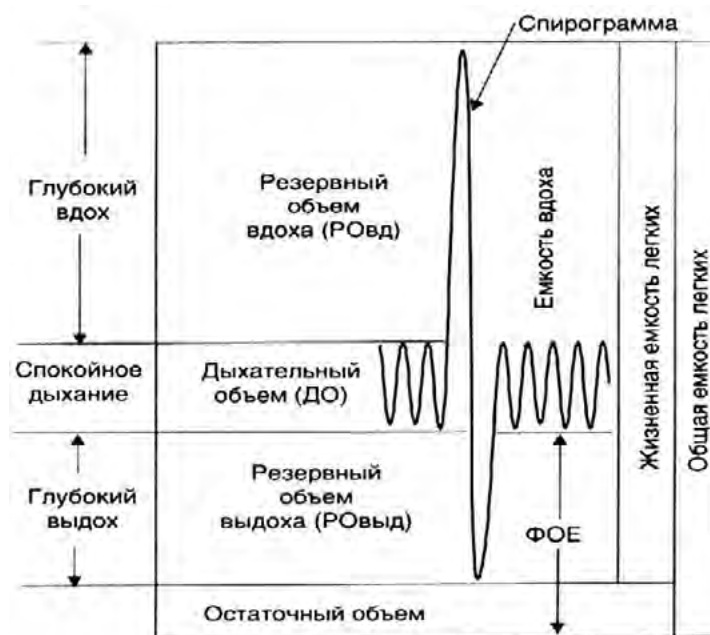 Спирограмма
Глубокий
вдох
Резервный
объем
вдоха (РОвд)
Емкость вдоха
Жизненная емкость легких
Общая емкость легких
Спокойное
дыхание
Дыхательный
объем (ДО)
Глубокий
выдох
Резервный
объем
выдоха (РОвыд)
ФОЕ
Остаточный объем